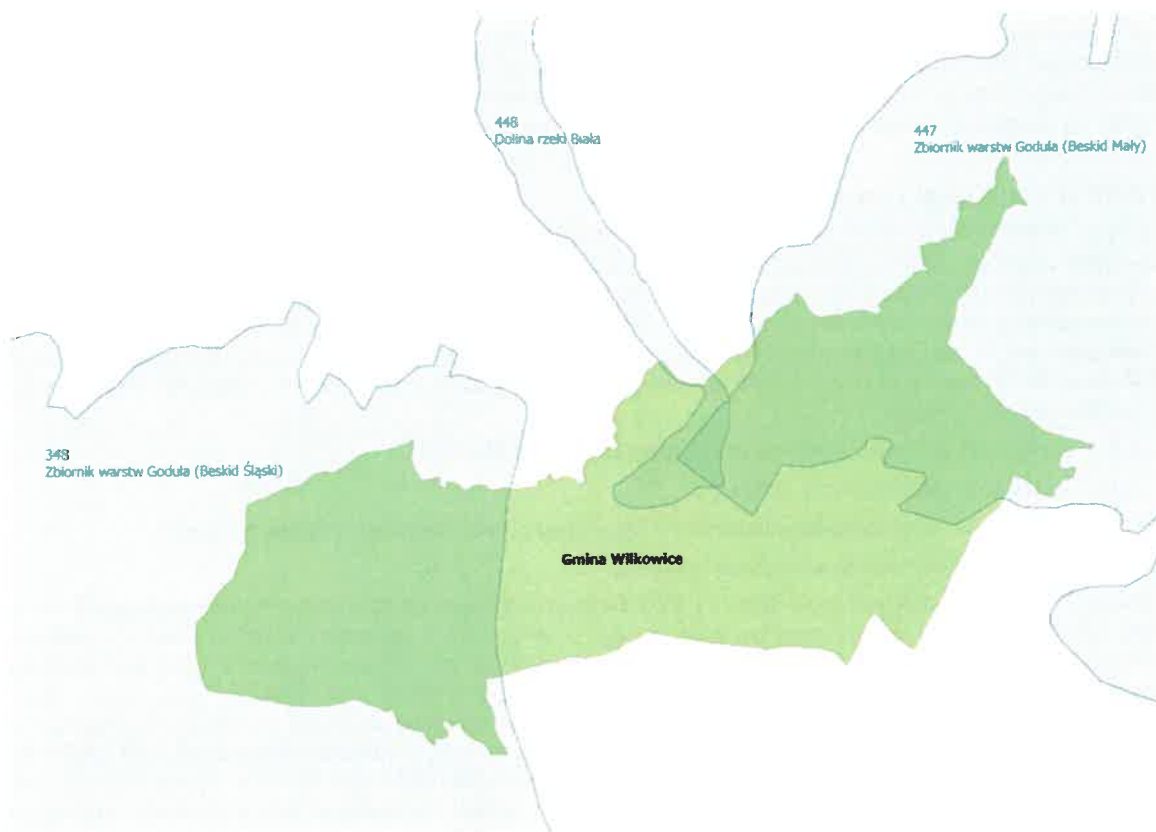 448
Dolina rzeki Biała
447
Zbiornik warstw Godula (Beskid Mały)
348
Zbiornik warstw Godula (Beskid Śląski)
Gmina Wilkowice